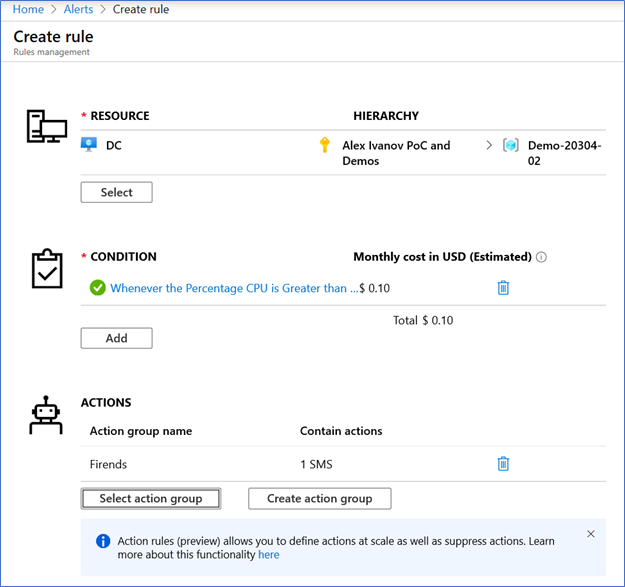 Home > Alerts > Create rule
Create rule
Rules management
* RESOURCE HIERARCHY
DC Alex Ivanov PoC and > Demo-20304-
Demos 02
Select
* CONDITION Monthly cost in USD (Estimated)
Whenever the Percentage CPU is Greater than ... $ 0.10
Total $ 0.10
Add
ACTIONS
Action group name Contain actions
Firends 1 SMS
Select action group Create action group
Action rules (preview) allows you to define actions at scale as well as suppress actions. Learn
more about this functionality here